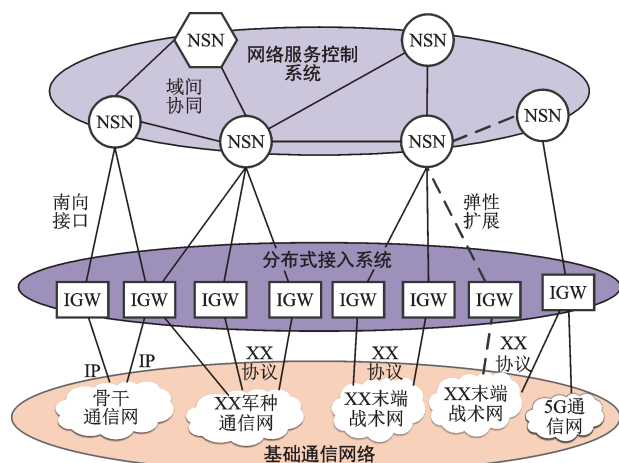 NSN
NSN
网络服务控制
系统
域间
协同
NSN
NSN
NSN
NSN
南向
接口
弹性
扩展
分布式接入系统
IGW
IGW
IGW
IGW
IGW
IGW
IGW
IGW
IP
IP
XX
协议
XX
协议
XX
协议
骨干
通信网
XX军种
通信网
XX末端
战术网
XX末端
战术网
5G通
信网
基础通信网络